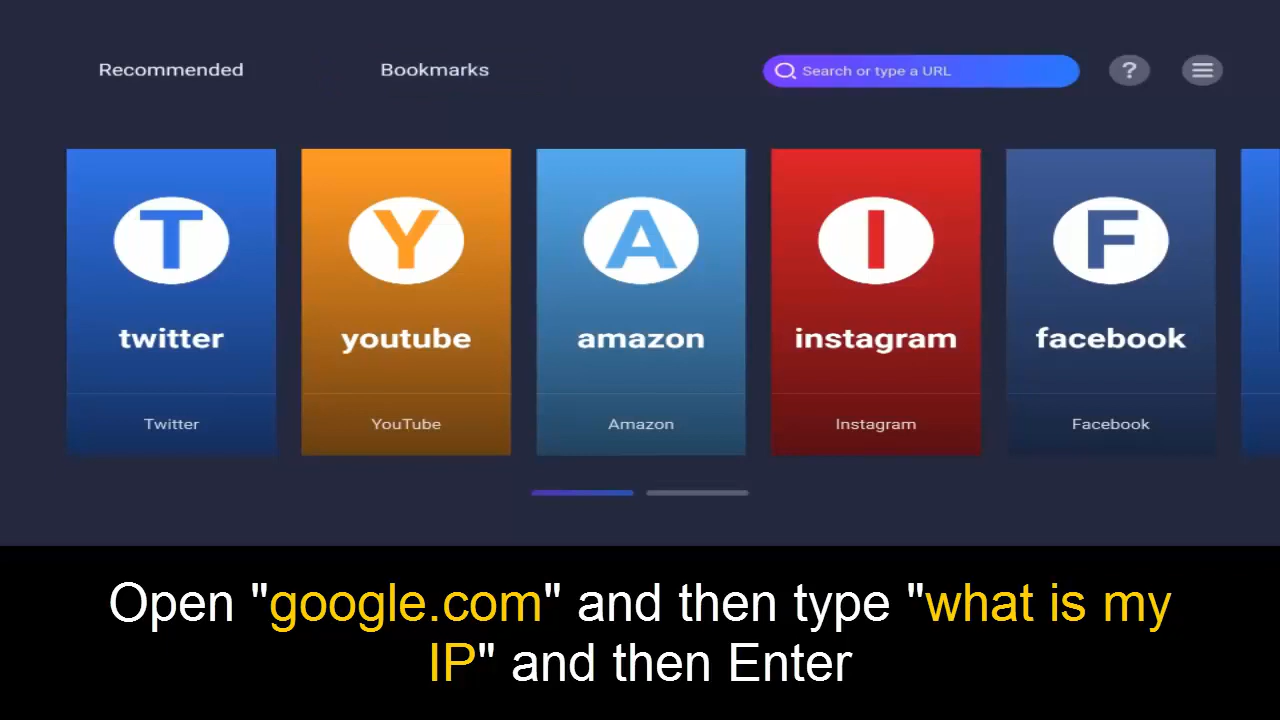 Recommended Bookmarks Search or type a URL ?
T Y A I F
twitter youtube amazon instagram facebook
Twitter YouTube Amazon Instagram Facebook
Open "google.com" and then type "what is my
IP" and then Enter